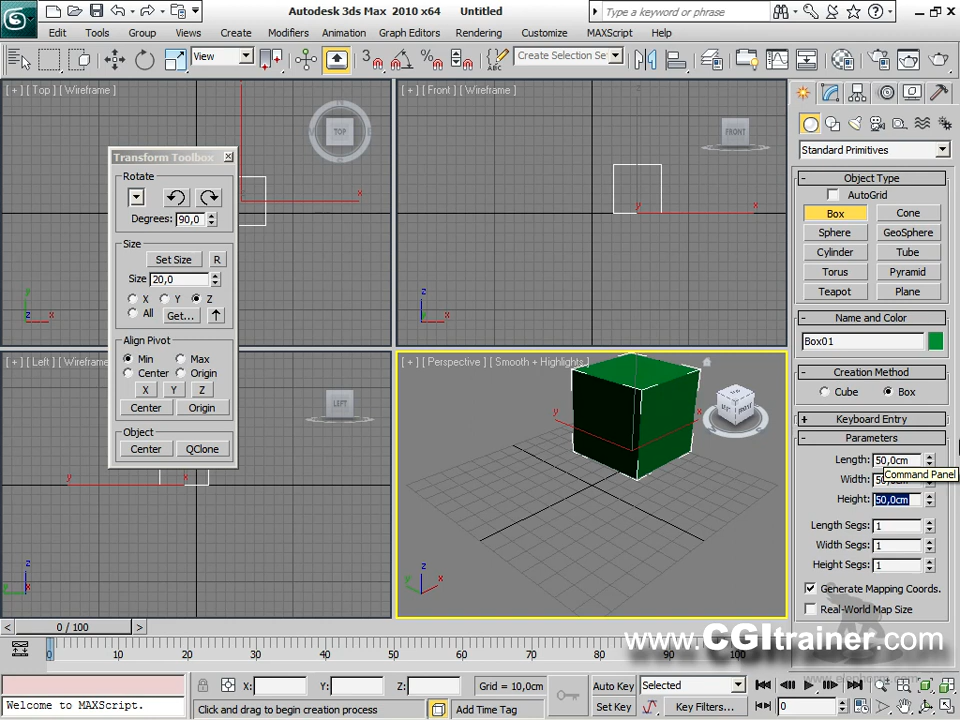 Autodesk 3ds Max 2010 x64 Untitled
Type a keyword or phrase
Edit Tools Group Views Create Modifiers Animation Graph Editors Rendering Customize MAXScript Help
View
3
Create Selection Se
[ + ] [ Top ] [ Wireframe ]
TOP
x
[ + ] [ Front ] [ Wireframe ]
FRONT
y
x
z
x
Transform Toolbox
Rotate
Degrees: 90,0
Size
Set Size R
Size 20,0
X Y Z
All Get...
Align Pivot
Min Max
Center Origin
X Y Z
Center Origin
Object
Center QClone
y
z x
[ + ] [ Left ] [ Wirefram
LEFT
x
z
y
[ + ] [ Perspective ] [ Smooth + Highlights ]
y
x
z
x
Standard Primitives
Object Type
AutoGrid
Box Cone
Sphere GeoSphere
Cylinder Tube
Torus Pyramid
Teapot Plane
Name and Color
Box01
Creation Method
Cube Box
Keyboard Entry
Parameters
Length: 50,0cm
Command Panel
Width: 50
Height: 50,0cm
Length Segs: 1
Width Segs: 1
Height Segs: 1
Generate Mapping Coords.
Real-World Map Size
www.CGItrainer.com
< 0 / 100 >
0 10 20 30 40 50 60 70 80 90 100
Welcome to MAXScript.
X: Y: Z: Grid = 10,0cm
Click and drag to begin creation process
Add Time Tag
Auto Key Selected
Set Key Key Filters...
0